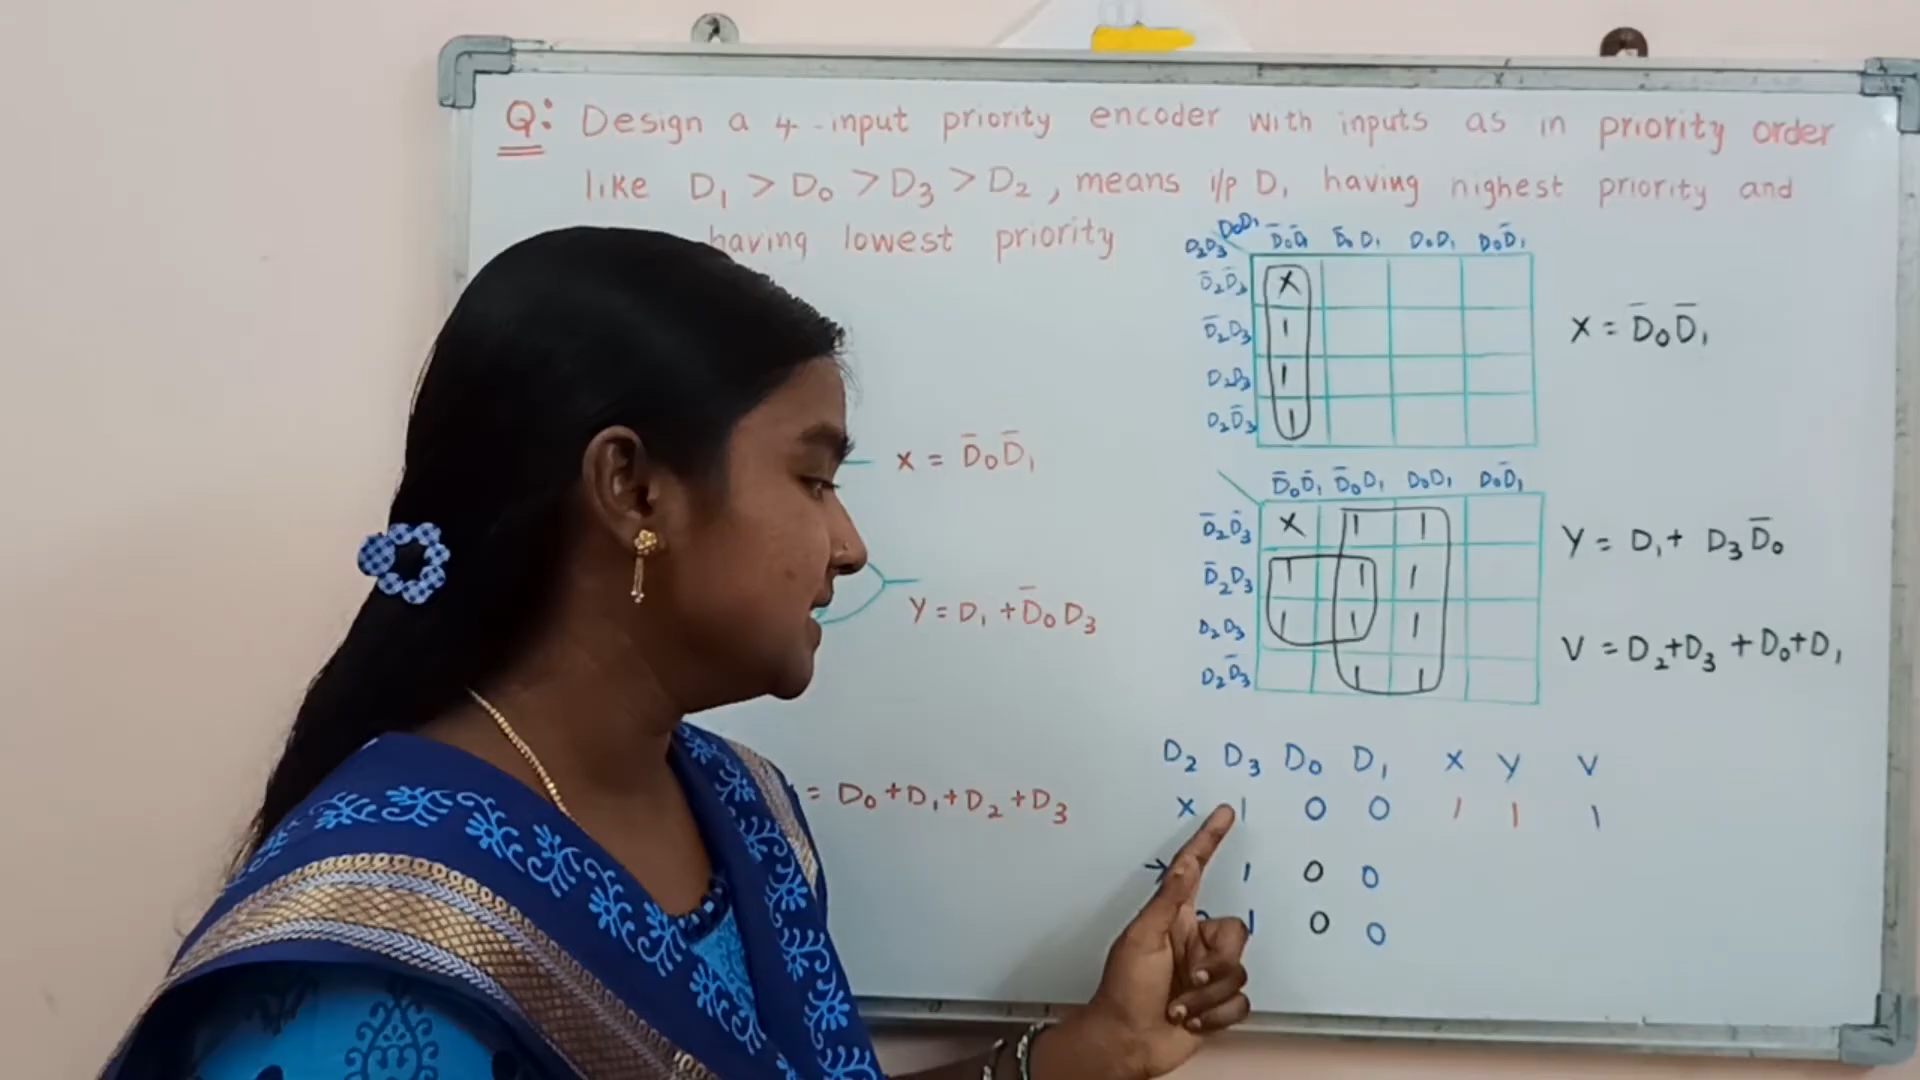 Q: Design a 4-input priority encoder with inputs as in priority order
like D₁ > D₀ > D₃ > D₂, means i/p D₁ having highest priority and
having lowest priority
D₀D₁
D₂D₃ D̅₀D̅₁ D̅₀D₁ D₀D₁ D₀D̅₁
D̅₂D̅₃ X
D̅₂D₃ 1
D₂D₃ 1
D₂D̅₃ 1
X = D̅₀D̅₁
X = D̅₀D̅₁
D̅₀D̅₁ D̅₀D₁ D₀D₁ D₀D̅₁
D̅₂D̅₃ X 1 1
D̅₂D₃ 1 1 1
D₂D₃ 1 1 1
D₂D̅₃ 1 1
Y = D₁ + D₃D̅₀
Y = D₁ + D̅₀D₃
V = D₂+D₃+D₀+D₁
= D₀+D₁+D₂+D₃
D₂ D₃ D₀ D₁ X Y V
X 1 0 0 1 1 1
→ 1 0 0
1 0 0